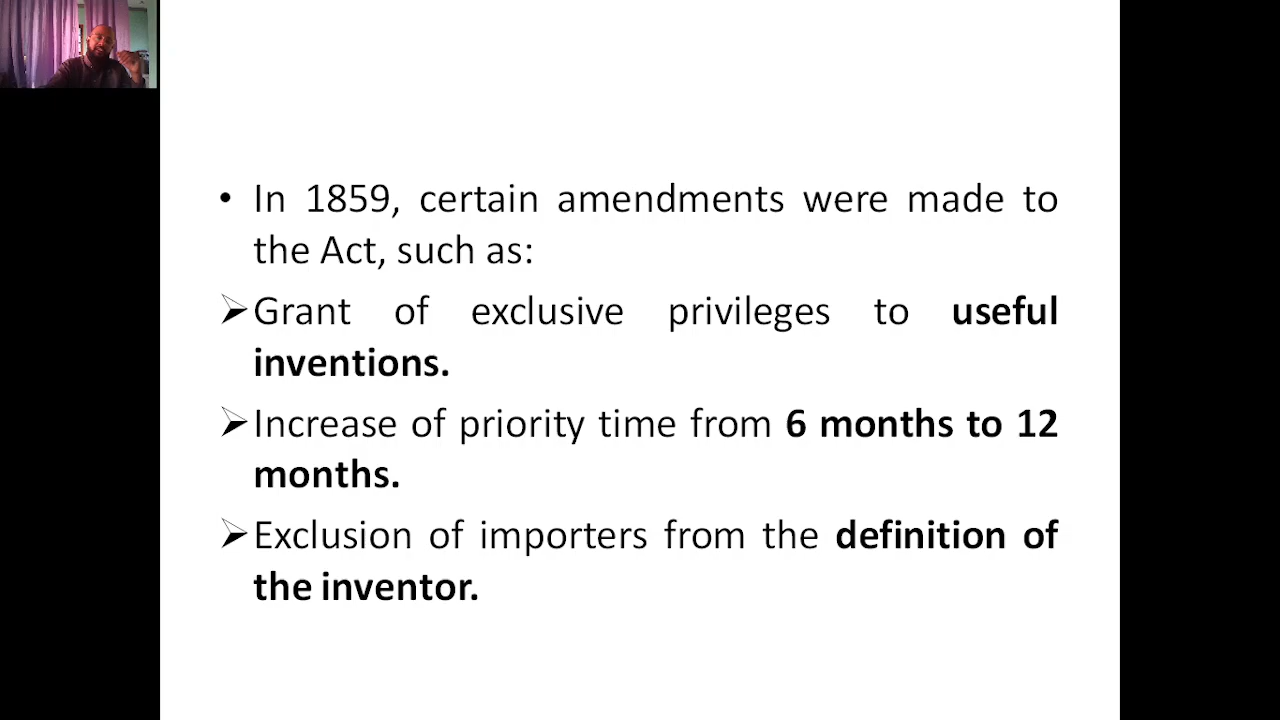 • In 1859, certain amendments were made to
the Act, such as:
➢Grant of exclusive privileges to useful
inventions.
➢Increase of priority time from 6 months to 12
months.
➢Exclusion of importers from the definition of
the inventor.